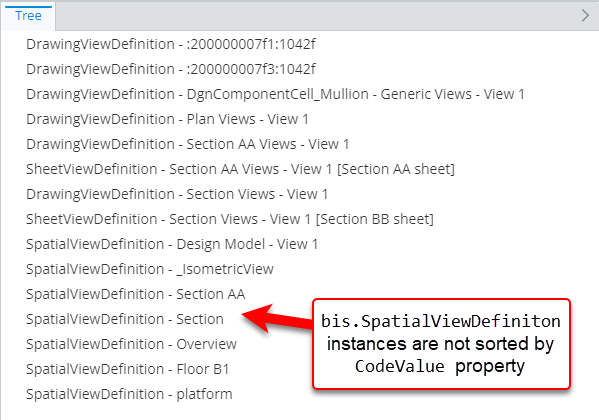 Tree
DrawingViewDefinition - :200000007f1:1042f
DrawingViewDefinition - :200000007f3:1042f
DrawingViewDefinition - DgnComponentCell_Mullion - Generic Views - View 1
DrawingViewDefinition - Plan Views - View 1
DrawingViewDefinition - Section AA Views - View 1
SheetViewDefinition - Section AA Views - View 1 [Section AA sheet]
DrawingViewDefinition - Section Views - View 1
SheetViewDefinition - Section Views - View 1 [Section BB sheet]
SpatialViewDefinition - Design Model - View 1
SpatialViewDefinition - _IsometricView
SpatialViewDefinition - Section AA
SpatialViewDefinition - Section
SpatialViewDefinition - Overview
SpatialViewDefinition - Floor B1
SpatialViewDefinition - platform
bis.SpatialViewDefiniton
instances are not sorted by
CodeValue property